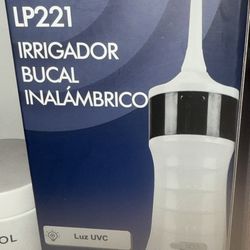 LP221
IRRIGADOR
BUCAL
INALÁMBRICO
Luz UVC
OL